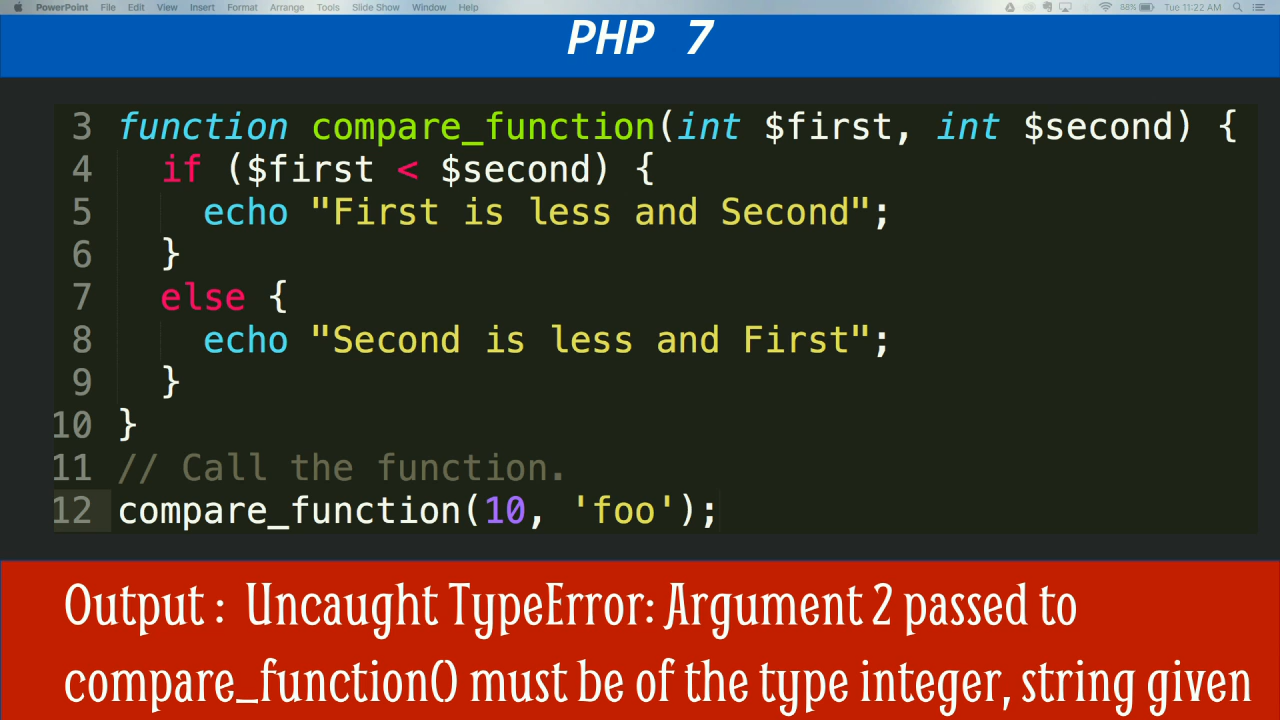 PowerPoint File Edit View Insert Format Arrange Tools Slide Show Window Help 88% Tue 11:22 AM
PHP 7
3 function compare_function(int $first, int $second) {
4 if ($first < $second) {
5 echo "First is less and Second";
6 }
7 else {
8 echo "Second is less and First";
9 }
10 }
11 // Call the function.
12 compare_function(10, 'foo');
Output : Uncaught TypeError: Argument 2 passed to
compare_function() must be of the type integer, string given